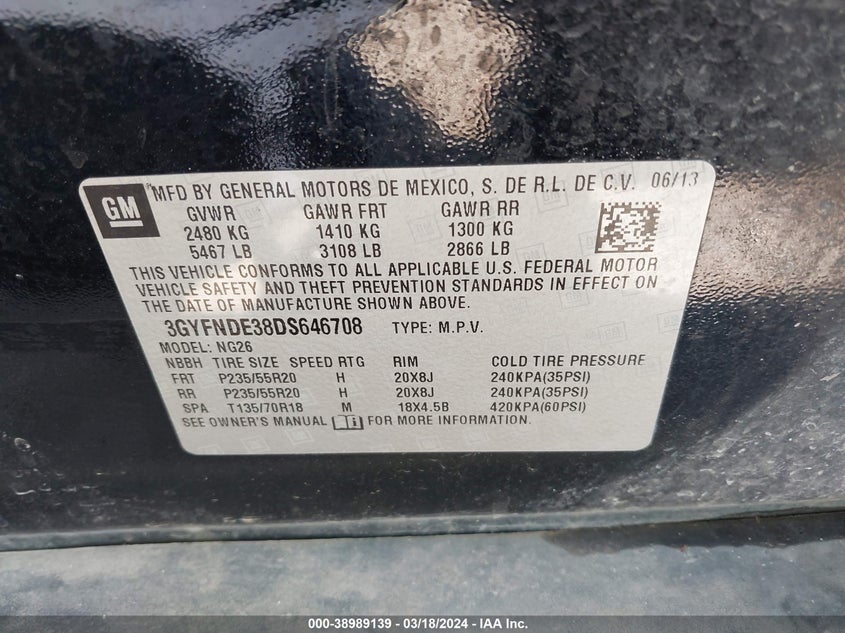 GM
MFD BY GENERAL MOTORS DE MEXICO, S. DE R.L. DE C.V. 06/13
GVWR GAWR FRT GAWR RR
2480 KG 1410 KG 1300 KG
5467 LB 3108 LB 2866 LB
THIS VEHICLE CONFORMS TO ALL APPLICABLE U.S. FEDERAL MOTOR
VEHICLE SAFETY AND THEFT PREVENTION STANDARDS IN EFFECT ON
THE DATE OF MANUFACTURE SHOWN ABOVE.
3GYFNDE38DS646708 TYPE: M.P.V.
MODEL: NG26
NBBH TIRE SIZE SPEED RTG RIM COLD TIRE PRESSURE
FRT P235/55R20 H 20X8J 240KPA(35PSI)
RR P235/55R20 H 20X8J 240KPA(35PSI)
SPA T135/70R18 M 18X4.5B 420KPA(60PSI)
SEE OWNER'S MANUAL FOR MORE INFORMATION.
000-38989139 - 03/18/2024 - IAA Inc.